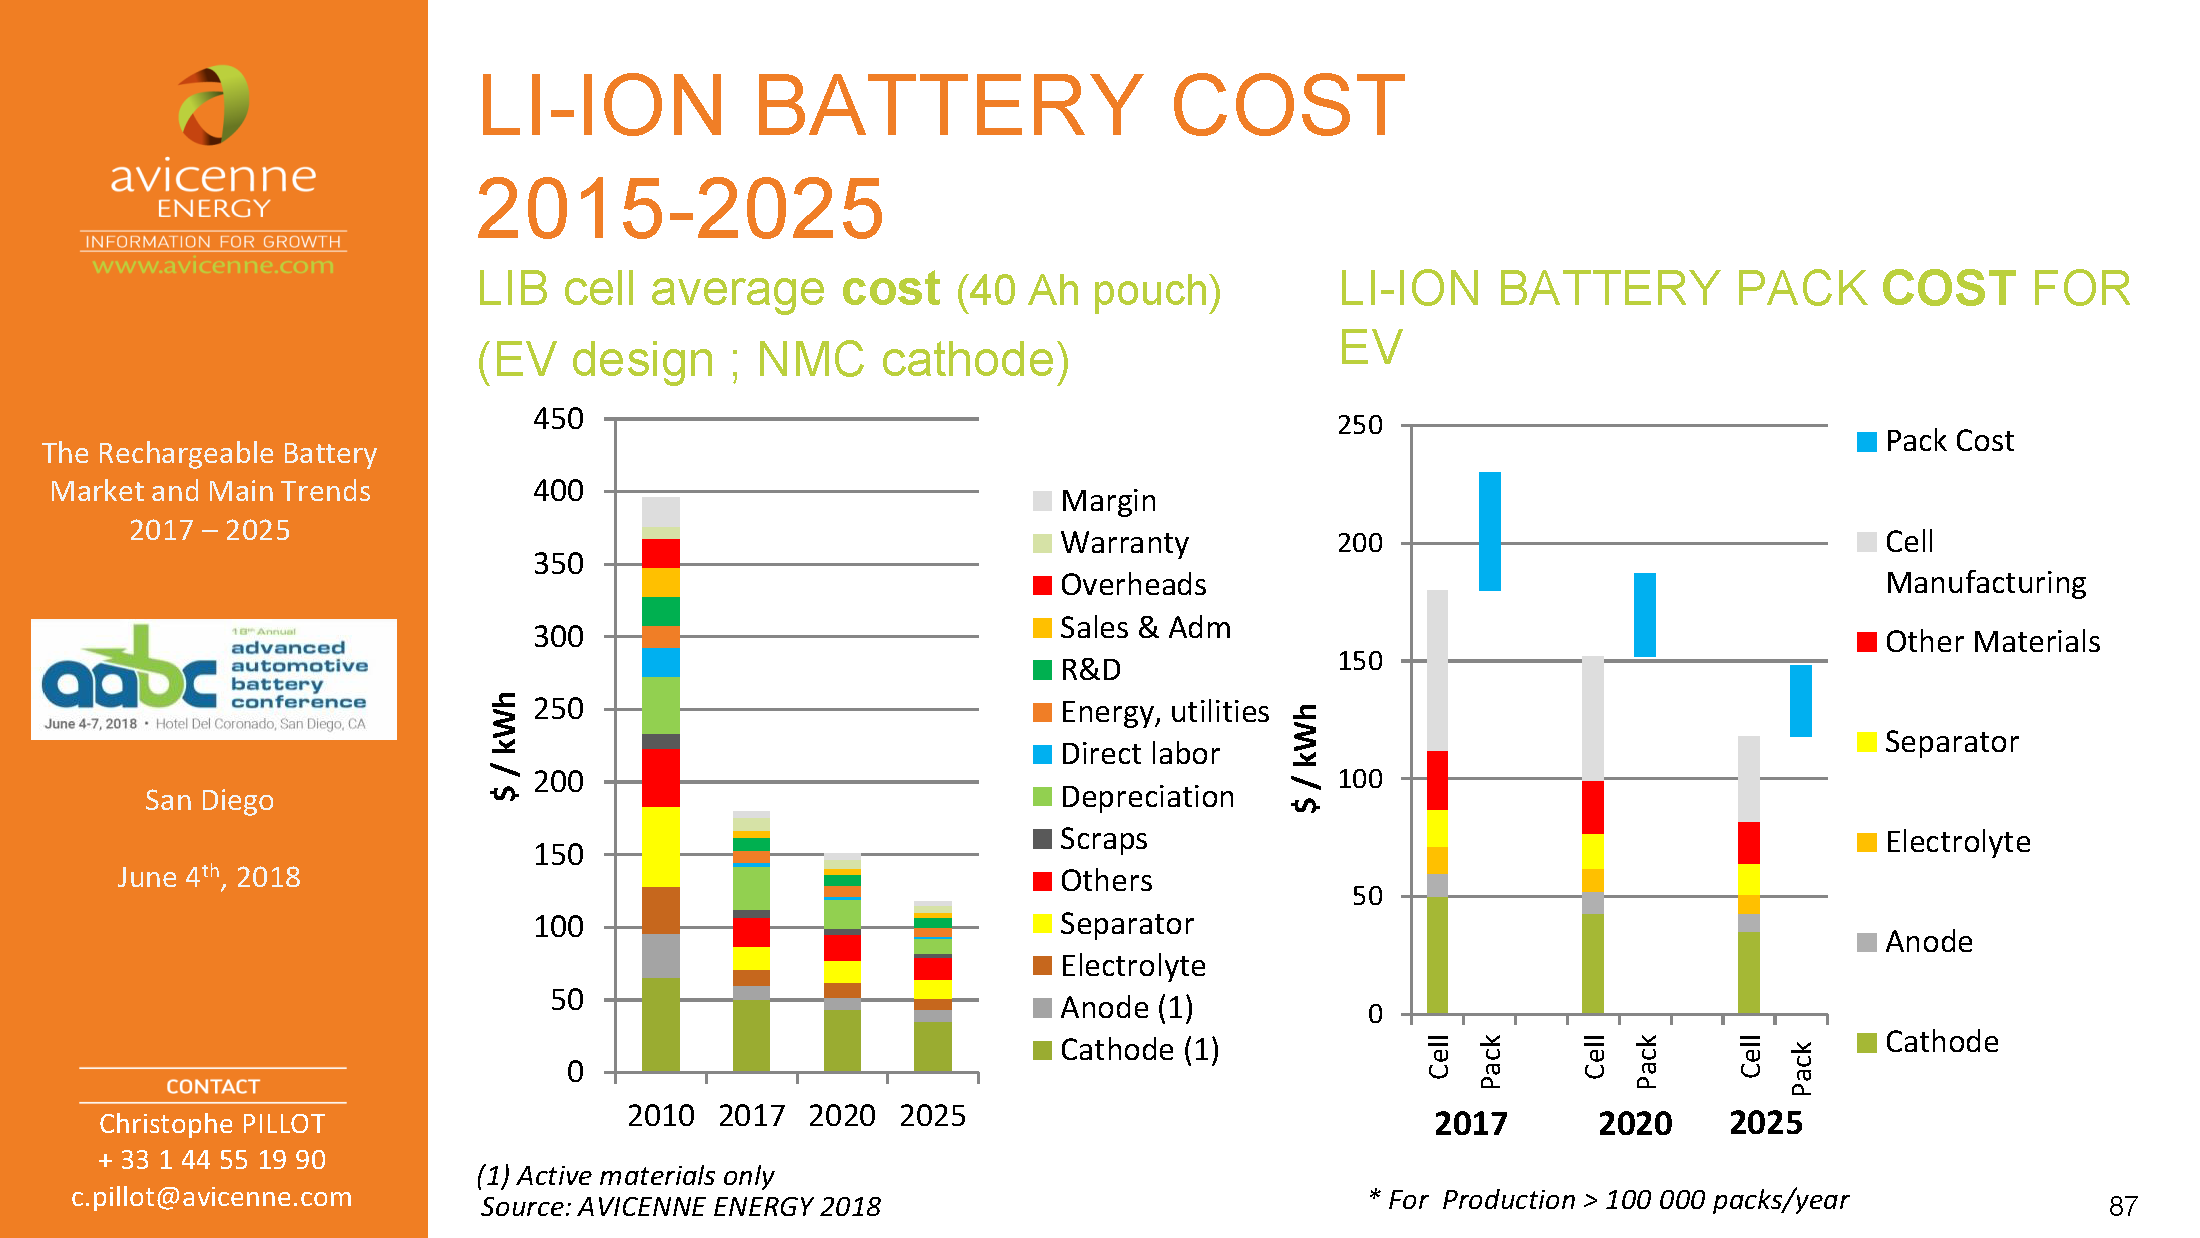 avicenne
ENERGY
INFORMATION FOR GROWTH
www.avicenne.com
The Rechargeable Battery
Market and Main Trends
2017 – 2025
18th Annual
aabc
advanced
automotive
battery
conference
June 4-7, 2018 • Hotel Del Coronado, San Diego, CA
San Diego
June 4th, 2018
CONTACT
Christophe PILLOT
+ 33 1 44 55 19 90
c.pillot@avicenne.com
LI-ION BATTERY COST
2015-2025
LIB cell average cost (40 Ah pouch)
(EV design ; NMC cathode)
450
400
350
300
250
200
150
100
50
0
$ / kWh
2010 2017 2020 2025
Margin
Warranty
Overheads
Sales & Adm
R&D
Energy, utilities
Direct labor
Depreciation
Scraps
Others
Separator
Electrolyte
Anode (1)
Cathode (1)
(1) Active materials only
Source: AVICENNE ENERGY 2018
LI-ION BATTERY PACK COST FOR
EV
250
200
150
100
50
0
$ / kWh
Cell
Pack
Cell
Pack
Cell
Pack
2017 2020 2025
Pack Cost
Cell
Manufacturing
Other Materials
Separator
Electrolyte
Anode
Cathode
* For Production > 100 000 packs/year
87